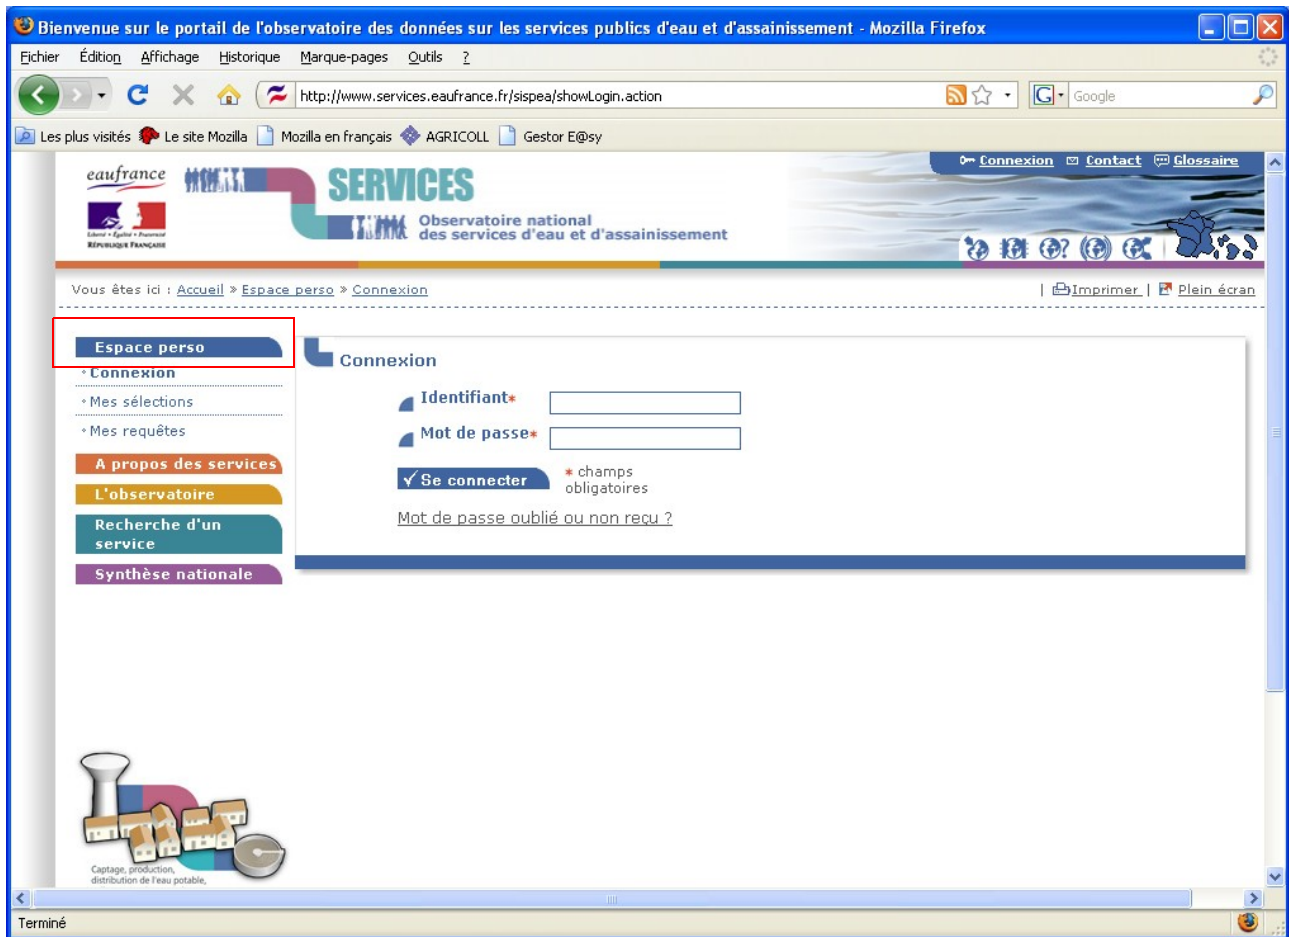 Bienvenue sur le portail de l'observatoire des données sur les services publics d'eau et d'assainissement - Mozilla Firefox
Fichier Édition Affichage Historique Marque-pages Outils ?
http://www.services.eaufrance.fr/sispea/showLogin.action
G Google
Les plus visités Le site Mozilla Mozilla en français AGRICOLL Gestor E@sy
Connexion Contact Glossaire
eaufrance
SERVICES
Observatoire national
des services d'eau et d'assainissement
Liberté • Égalité • Fraternité
RÉPUBLIQUE FRANÇAISE
Vous êtes ici : Accueil » Espace perso » Connexion
| Imprimer | Plein écran
Espace perso
Connexion
Mes sélections
Mes requêtes
A propos des services
L'observatoire
Recherche d'un
service
Synthèse nationale
Connexion
Identifiant*
Mot de passe*
Se connecter
* champs
obligatoires
Mot de passe oublié ou non reçu ?
Captage, production,
distribution de l'eau potable,
Terminé